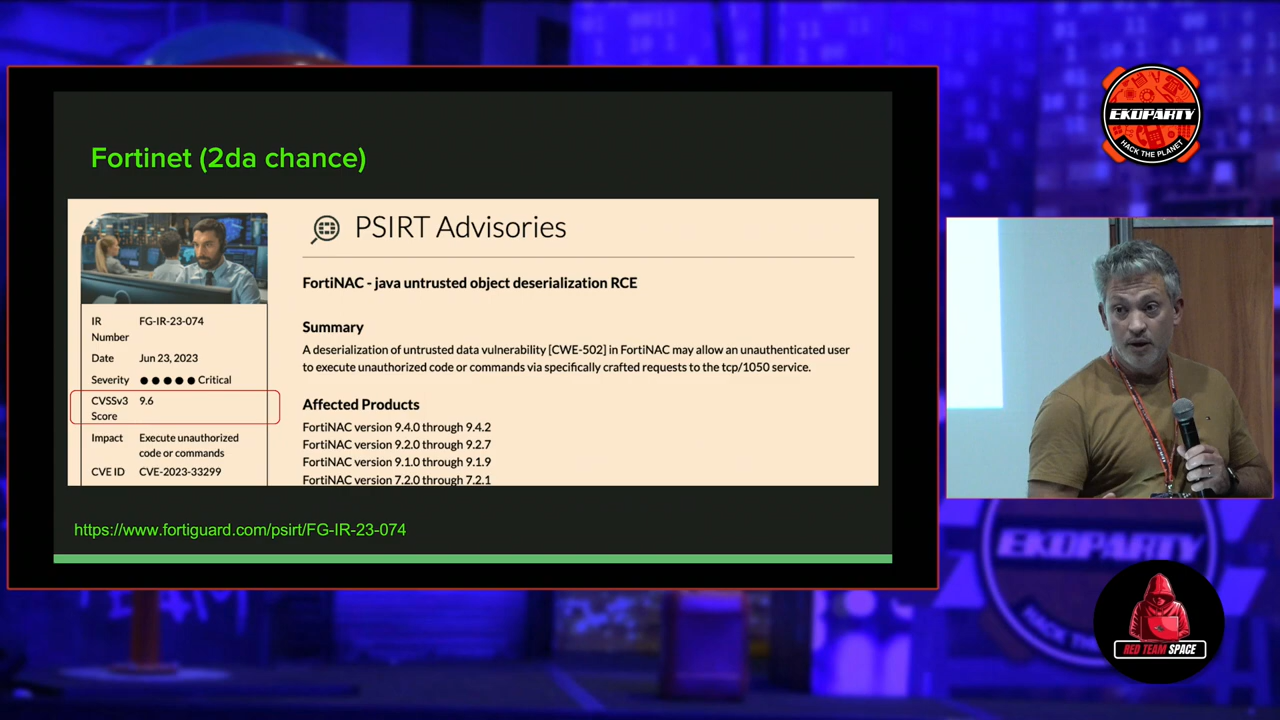 Fortinet (2da chance)
PSIRT Advisories
FortiNAC - java untrusted object deserialization RCE
IR Number
FG-IR-23-074
Date
Jun 23, 2023
Severity
Critical
CVSSv3 Score
9.6
Impact
Execute unauthorized
code or commands
CVE ID
CVE-2023-33299
Summary
A deserialization of untrusted data vulnerability [CWE-502] in FortiNAC may allow an unauthenticated user
to execute unauthorized code or commands via specifically crafted requests to the tcp/1050 service.
Affected Products
FortiNAC version 9.4.0 through 9.4.2
FortiNAC version 9.2.0 through 9.2.7
FortiNAC version 9.1.0 through 9.1.9
FortiNAC version 7.2.0 through 7.2.1
https://www.fortiguard.com/psirt/FG-IR-23-074
EKOPARTY
HACK THE PLANET
EKOPARTY
HACK TH
RED TEAM SPACE